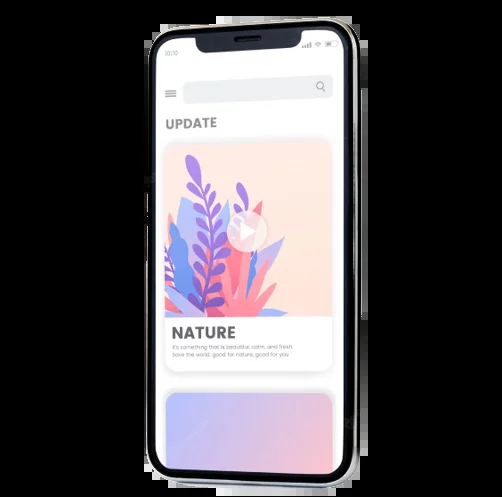 10:10
UPDATE
NATURE
it's something that is beautiful, calm, and fresh.
Save the world, good for nature, good for you